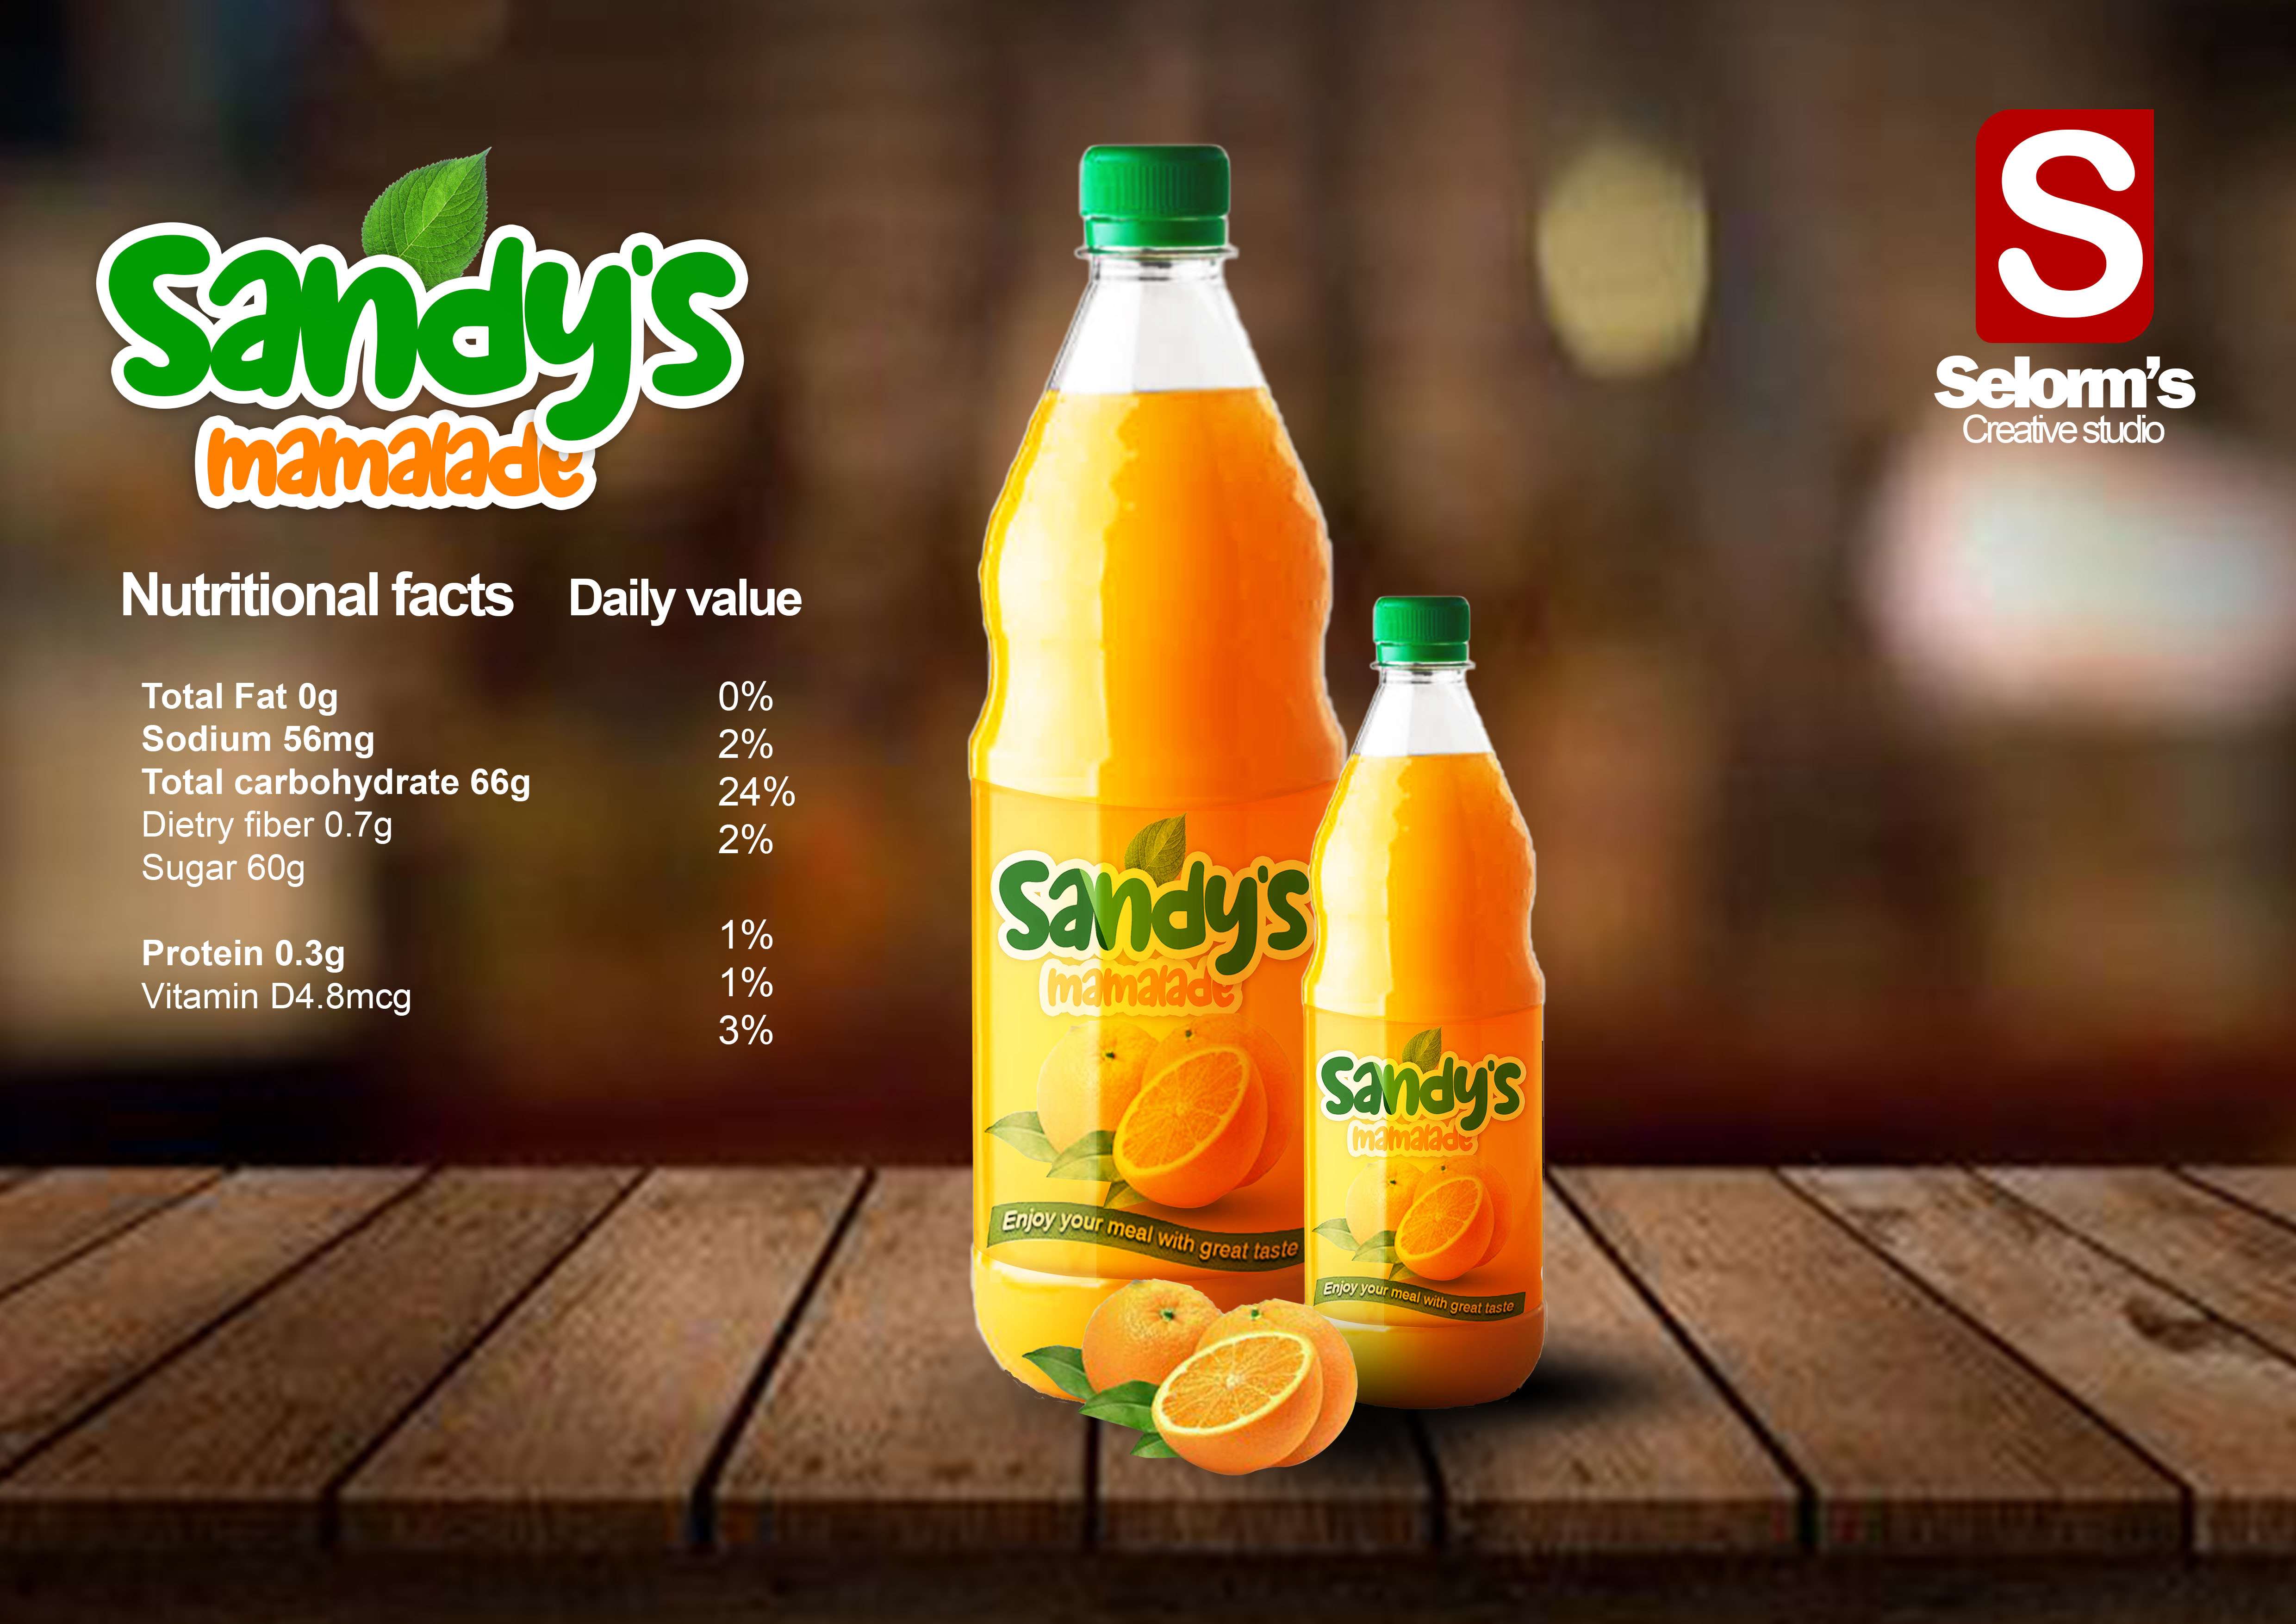 Sandy's
mamalade
Nutritional facts Daily value
Total Fat 0g 0%
Sodium 56mg 2%
Total carbohydrate 66g 24%
Dietry fiber 0.7g 2%
Sugar 60g
1%
Protein 0.3g 1%
Vitamin D4.8mcg 3%
S
Selorm's
Creative studio
Sandy's
mamalade
Enjoy your meal with great taste
Sandy's
mamalade
Enjoy your meal with great taste